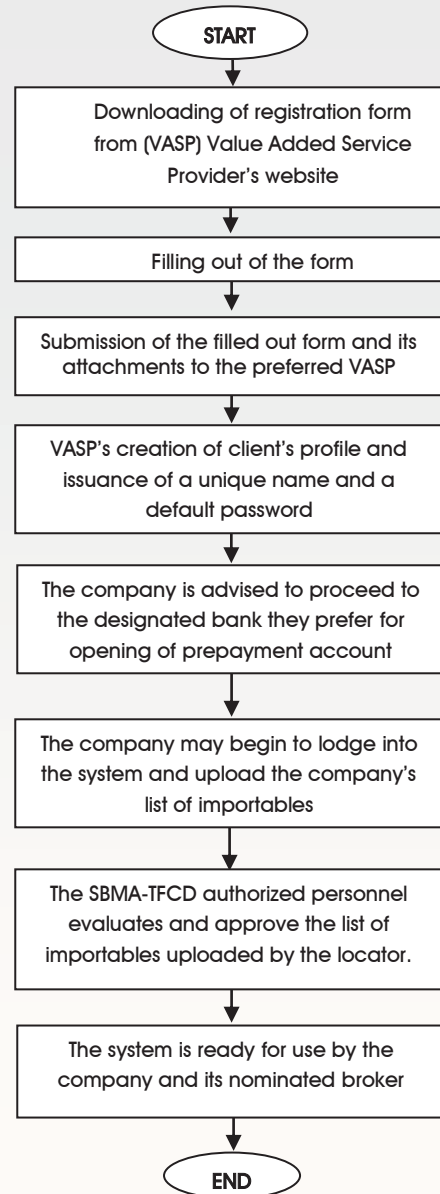 START
Downloading of registration form
from (VASP) Value Added Service
Provider's website
Filling out of the form
Submission of the filled out form and its
attachments to the preferred VASP
VASP's creation of client's profile and
issuance of a unique name and a
default password
The company is advised to proceed to
the designated bank they prefer for
opening of prepayment account
The company may begin to lodge into
the system and upload the company's
list of importables
The SBMA-TFCD authorized personnel
evaluates and approve the list of
importables uploaded by the locator.
The system is ready for use by the
company and its nominated broker
END